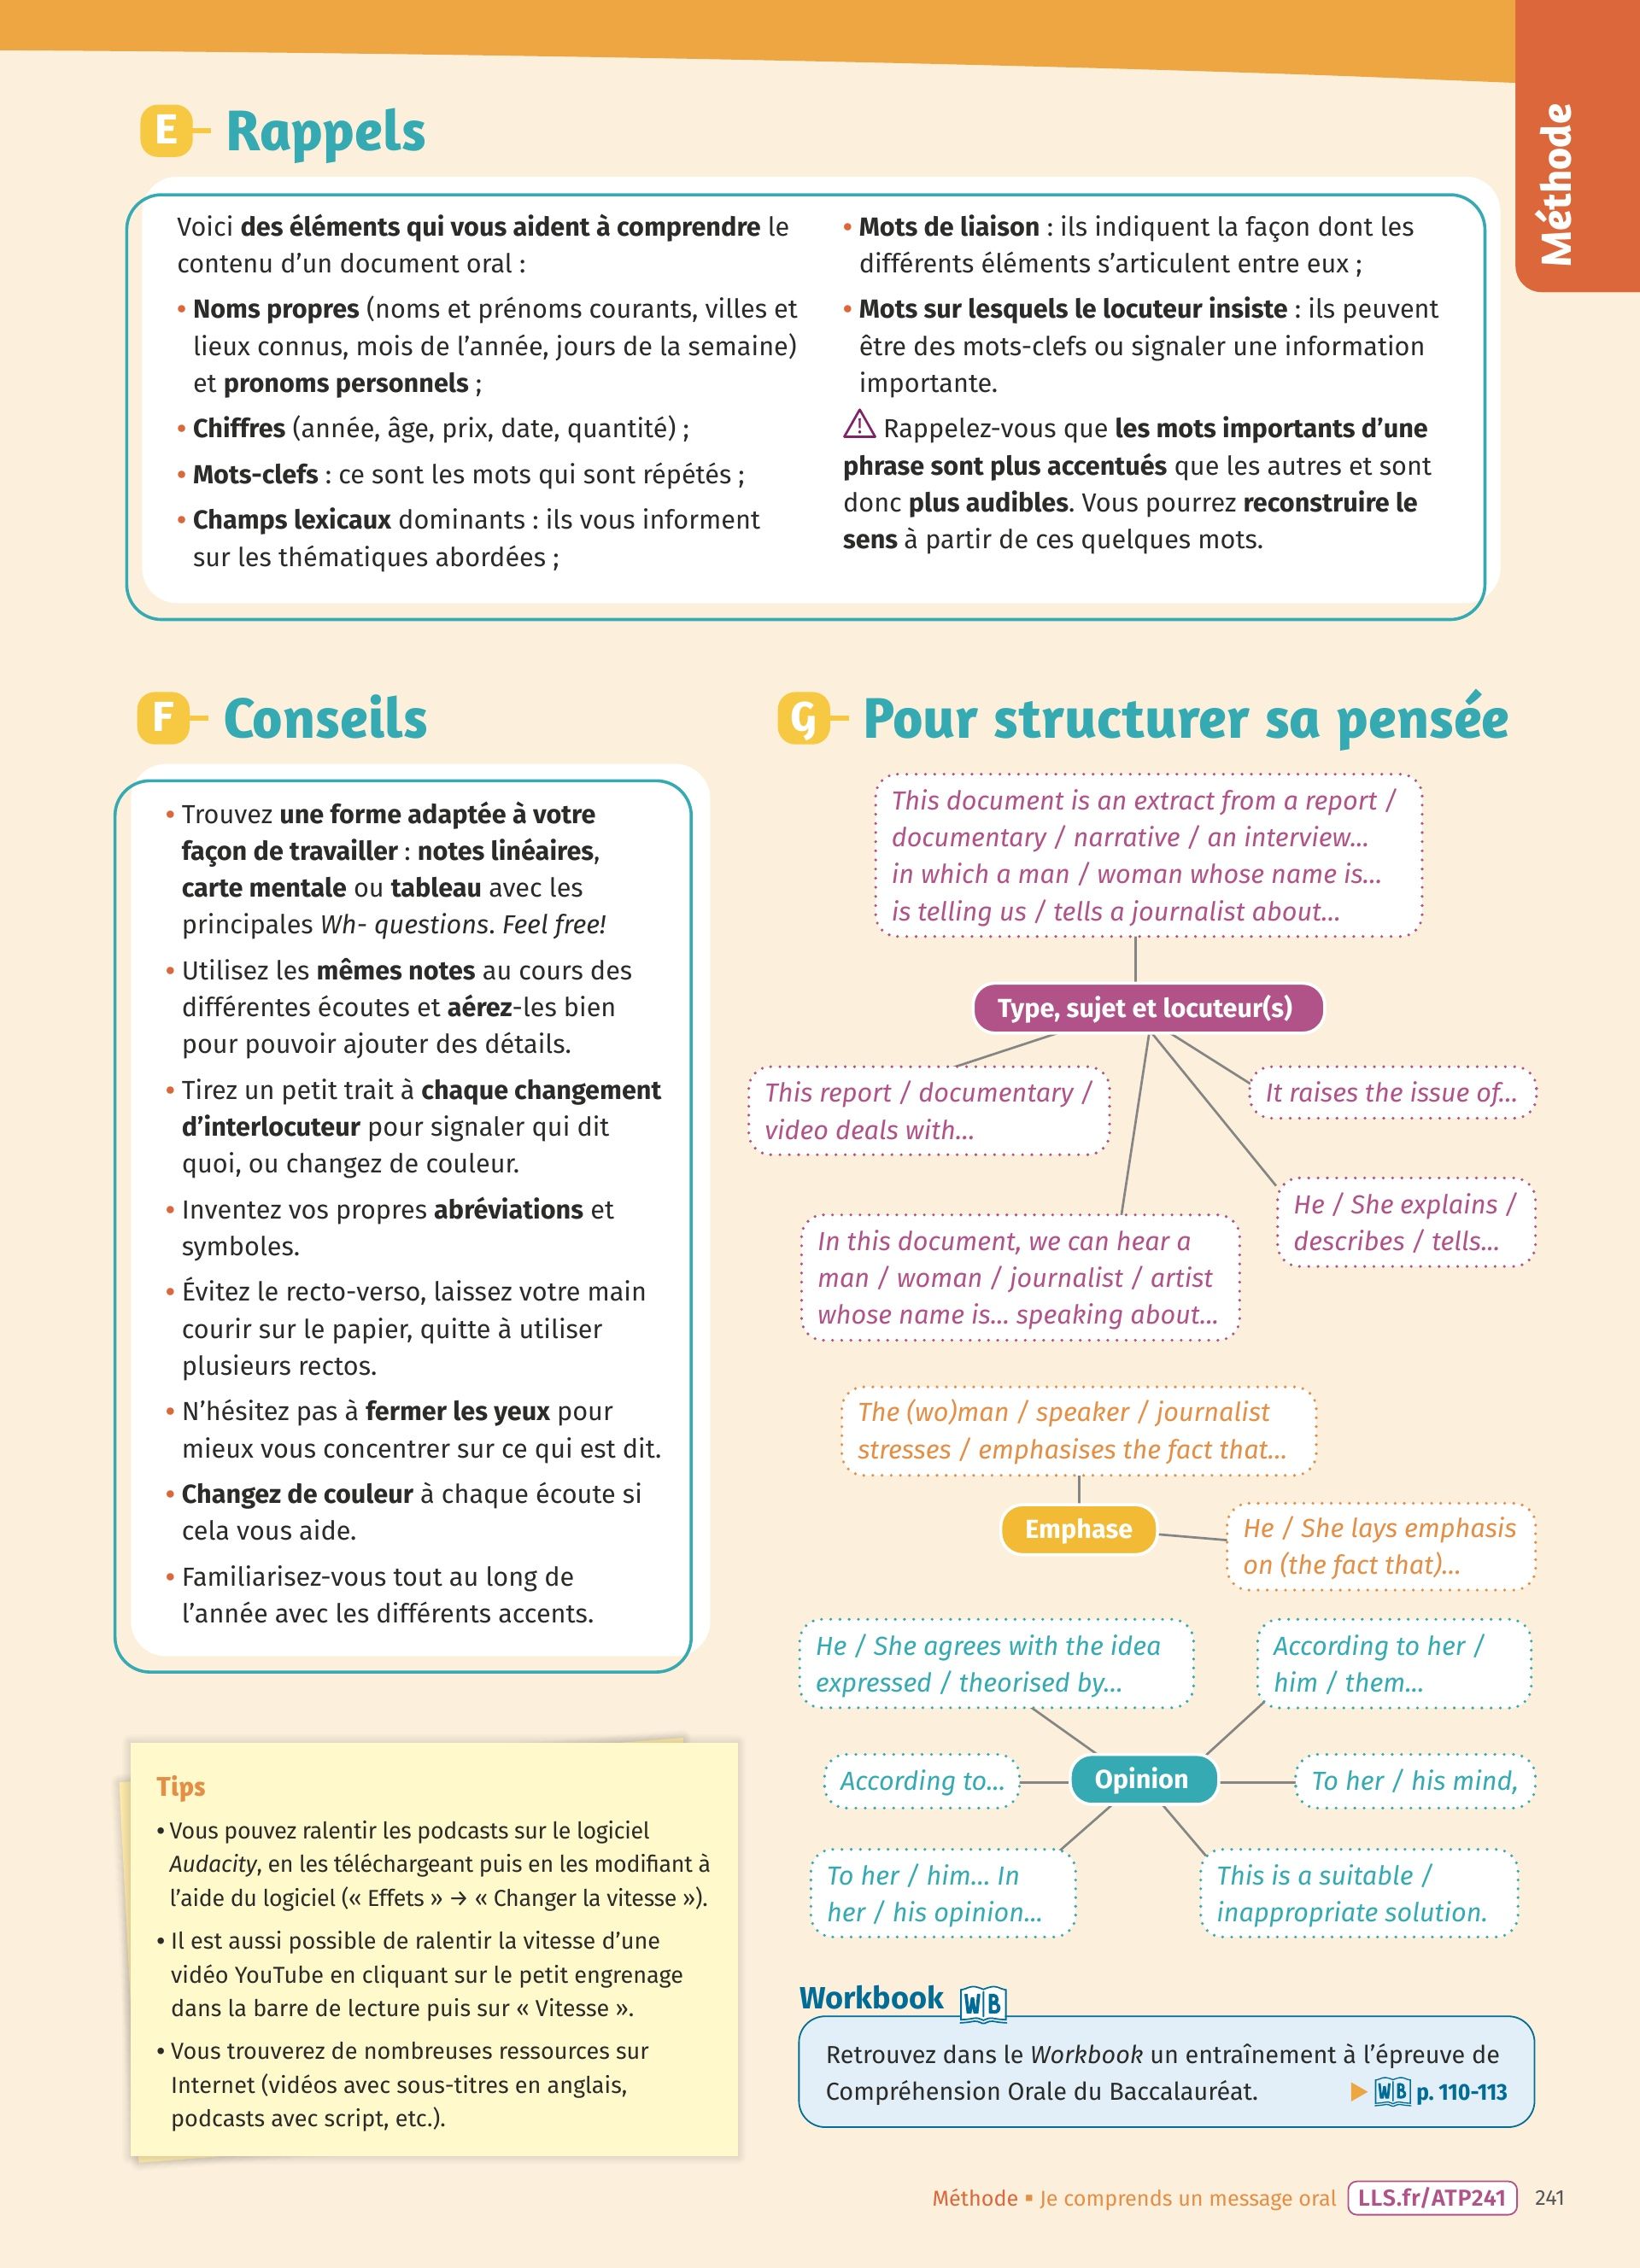 Méthode
E Rappels
Voici des éléments qui vous aident à comprendre le
contenu d’un document oral :
• Noms propres (noms et prénoms courants, villes et
lieux connus, mois de l’année, jours de la semaine)
et pronoms personnels ;
• Chiffres (année, âge, prix, date, quantité) ;
• Mots-clefs : ce sont les mots qui sont répétés ;
• Champs lexicaux dominants : ils vous informent
sur les thématiques abordées ;
• Mots de liaison : ils indiquent la façon dont les
différents éléments s’articulent entre eux ;
• Mots sur lesquels le locuteur insiste : ils peuvent
être des mots-clefs ou signaler une information
importante.
⚠ Rappelez-vous que les mots importants d’une
phrase sont plus accentués que les autres et sont
donc plus audibles. Vous pourrez reconstruire le
sens à partir de ces quelques mots.
F Conseils
• Trouvez une forme adaptée à votre
façon de travailler : notes linéaires,
carte mentale ou tableau avec les
principales Wh- questions. Feel free!
• Utilisez les mêmes notes au cours des
différentes écoutes et aérez-les bien
pour pouvoir ajouter des détails.
• Tirez un petit trait à chaque changement
d’interlocuteur pour signaler qui dit
quoi, ou changez de couleur.
• Inventez vos propres abréviations et
symboles.
• Évitez le recto-verso, laissez votre main
courir sur le papier, quitte à utiliser
plusieurs rectos.
• N’hésitez pas à fermer les yeux pour
mieux vous concentrer sur ce qui est dit.
• Changez de couleur à chaque écoute si
cela vous aide.
• Familiarisez-vous tout au long de
l’année avec les différents accents.
Tips
• Vous pouvez ralentir les podcasts sur le logiciel
Audacity, en les téléchargeant puis en les modifiant à
l’aide du logiciel (« Effets » → « Changer la vitesse »).
• Il est aussi possible de ralentir la vitesse d’une
vidéo YouTube en cliquant sur le petit engrenage
dans la barre de lecture puis sur « Vitesse ».
• Vous trouverez de nombreuses ressources sur
Internet (vidéos avec sous-titres en anglais,
podcasts avec script, etc.).
G Pour structurer sa pensée
This document is an extract from a report /
documentary / narrative / an interview...
in which a man / woman whose name is...
is telling us / tells a journalist about...
Type, sujet et locuteur(s)
This report / documentary /
video deals with...
It raises the issue of...
He / She explains /
describes / tells...
In this document, we can hear a
man / woman / journalist / artist
whose name is... speaking about...
The (wo)man / speaker / journalist
stresses / emphasises the fact that...
Emphase
He / She lays emphasis
on (the fact that)...
He / She agrees with the idea
expressed / theorised by...
According to her /
him / them...
According to...
Opinion
To her / his mind,
To her / him... In
her / his opinion...
This is a suitable /
inappropriate solution.
Workbook WB
Retrouvez dans le Workbook un entraînement à l’épreuve de
Compréhension Orale du Baccalauréat. ▶ WB p. 110-113
Méthode ▪ Je comprends un message oral LLS.fr/ATP241 241